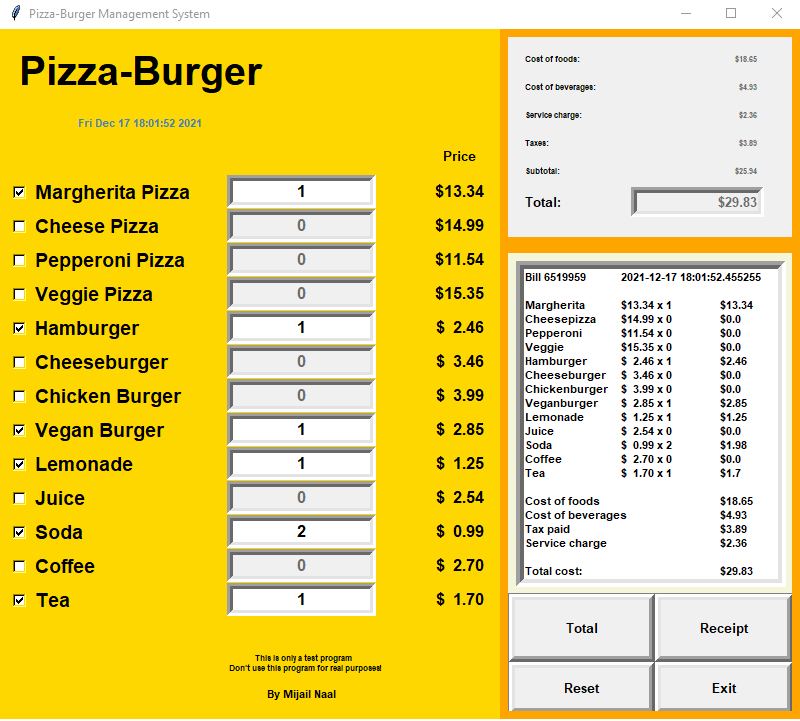 Pizza-Burger Management System
Pizza-Burger
Fri Dec 17 18:01:52 2021
Price
Margherita Pizza 1 $13.34
Cheese Pizza 0 $14.99
Pepperoni Pizza 0 $11.54
Veggie Pizza 0 $15.35
Hamburger 1 $ 2.46
Cheeseburger 0 $ 3.46
Chicken Burger 0 $ 3.99
Vegan Burger 1 $ 2.85
Lemonade 1 $ 1.25
Juice 0 $ 2.54
Soda 2 $ 0.99
Coffee 0 $ 2.70
Tea 1 $ 1.70
This is only a test program
Don't use this program for real purposes!
By Mijail Naal
Cost of foods: $18.65
Cost of beverages: $4.93
Service charge: $2.36
Taxes: $3.89
Subtotal: $25.94
Total: $29.83
Bill 6519959 2021-12-17 18:01:52.455255
Margherita $13.34 x 1 $13.34
Cheesepizza $14.99 x 0 $0.0
Pepperoni $11.54 x 0 $0.0
Veggie $15.35 x 0 $0.0
Hamburger $ 2.46 x 1 $2.46
Cheeseburger $ 3.46 x 0 $0.0
Chickenburger $ 3.99 x 0 $0.0
Veganburger $ 2.85 x 1 $2.85
Lemonade $ 1.25 x 1 $1.25
Juice $ 2.54 x 0 $0.0
Soda $ 0.99 x 2 $1.98
Coffee $ 2.70 x 0 $0.0
Tea $ 1.70 x 1 $1.7
Cost of foods $18.65
Cost of beverages $4.93
Tax paid $3.89
Service charge $2.36
Total cost: $29.83
Total Receipt
Reset Exit